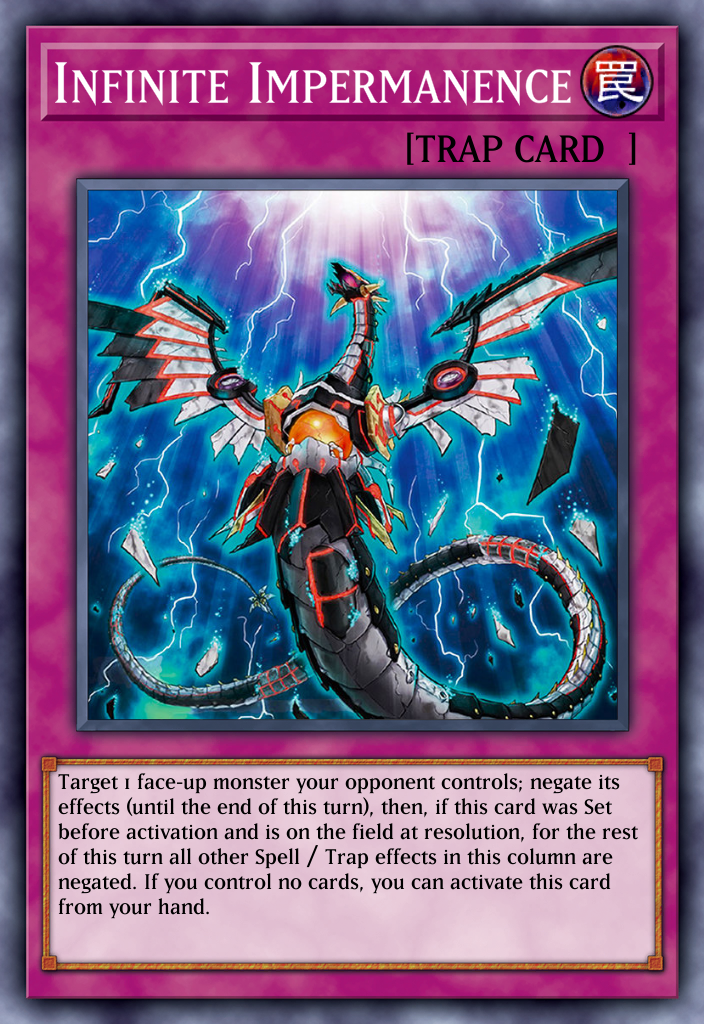 Infinite Impermanence 罠
[TRAP CARD ]
Target 1 face-up monster your opponent controls; negate its
effects (until the end of this turn), then, if this card was Set
before activation and is on the field at resolution, for the rest
of this turn all other Spell / Trap effects in this column are
negated. If you control no cards, you can activate this card
from your hand.